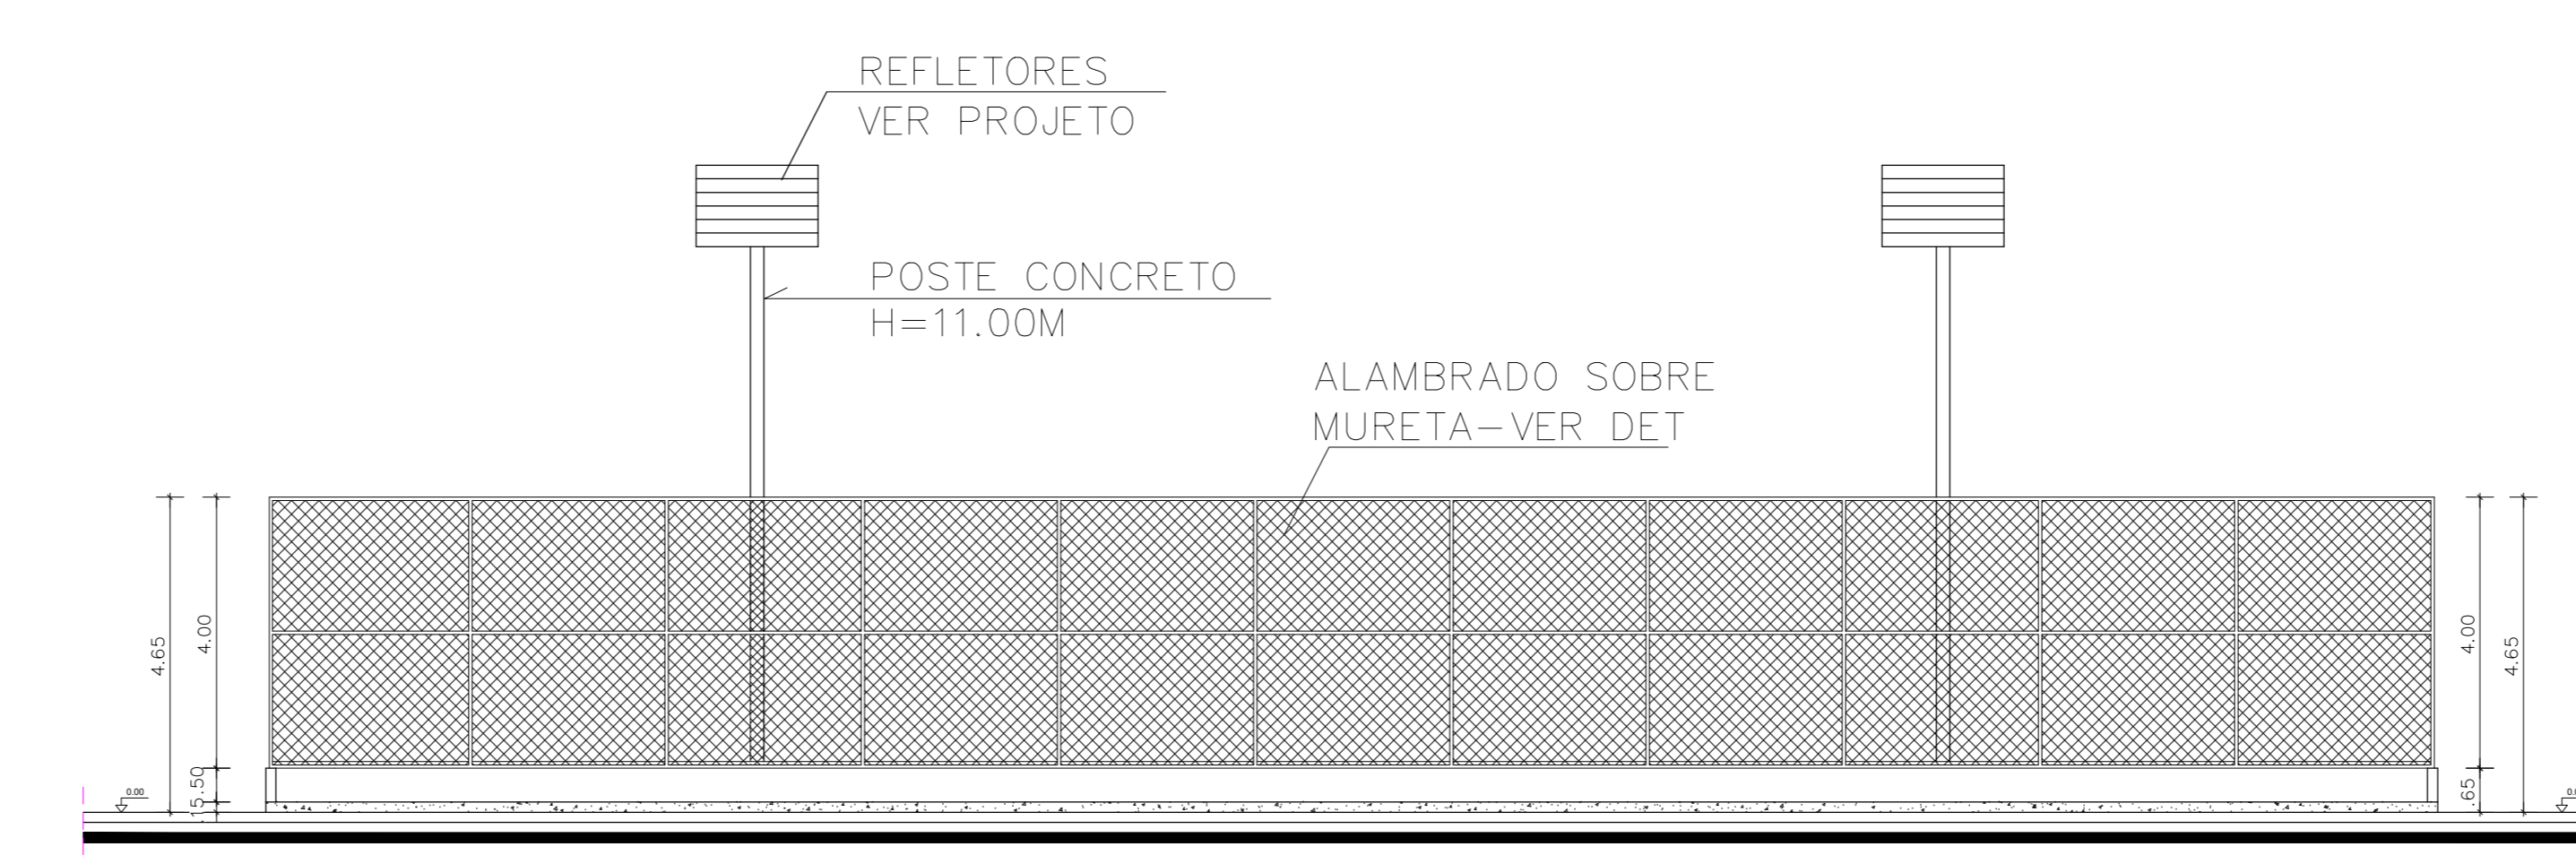 REFLETORES
VER PROJETO
POSTE CONCRETO
H=11.00M
ALAMBRADO SOBRE
MURETA-VER DET
4.65
4.00
.50
.15
0.00
4.00
4.65
.65